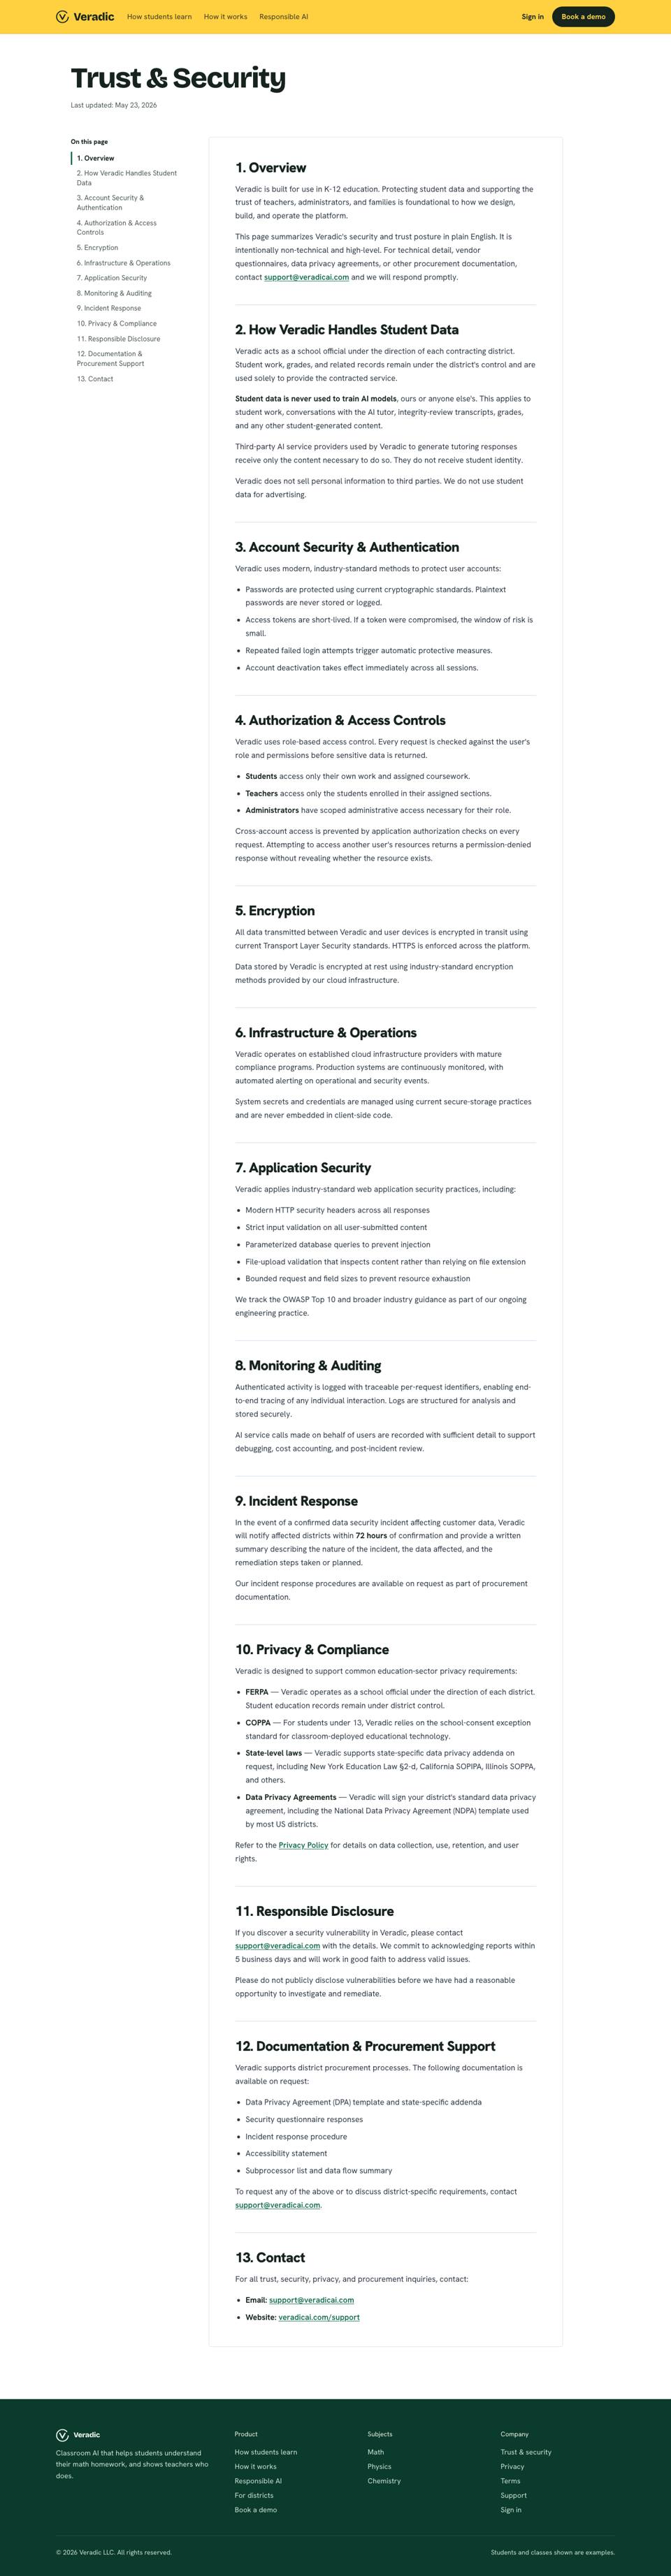 Veradic
How students learn
How it works
Responsible AI
Sign in
Book a demo
Trust & Security
Last updated: May 23, 2026
On this page
1. Overview
2. How Veradic Handles Student
Data
3. Account Security &
Authentication
4. Authorization & Access
Controls
5. Encryption
6. Infrastructure & Operations
7. Application Security
8. Monitoring & Auditing
9. Incident Response
10. Privacy & Compliance
11. Responsible Disclosure
12. Documentation &
Procurement Support
13. Contact
1. Overview
Veradic is built for use in K-12 education. Protecting student data and supporting the
trust of teachers, administrators, and families is foundational to how we design,
build, and operate the platform.
This page summarizes Veradic's security and trust posture in plain English. It is
intentionally non-technical and high-level. For technical detail, vendor
questionnaires, data privacy agreements, or other procurement documentation,
contact support@veradicai.com and we will respond promptly.
2. How Veradic Handles Student Data
Veradic acts as a school official under the direction of each contracting district.
Student work, grades, and related records remain under the district's control and are
used solely to provide the contracted service.
Student data is never used to train AI models, ours or anyone else's. This applies to
student work, conversations with the AI tutor, integrity-review transcripts, grades,
and any other student-generated content.
Third-party AI service providers used by Veradic to generate tutoring responses
receive only the content necessary to do so. They do not receive student identity.
Veradic does not sell personal information to third parties. We do not use student
data for advertising.
3. Account Security & Authentication
Veradic uses modern, industry-standard methods to protect user accounts:
• Passwords are protected using current cryptographic standards. Plaintext
passwords are never stored or logged.
• Access tokens are short-lived. If a token were compromised, the window of risk is
small.
• Repeated failed login attempts trigger automatic protective measures.
• Account deactivation takes effect immediately across all sessions.
4. Authorization & Access Controls
Veradic uses role-based access control. Every request is checked against the user's
role and permissions before sensitive data is returned.
• Students access only their own work and assigned coursework.
• Teachers access only the students enrolled in their assigned sections.
• Administrators have scoped administrative access necessary for their role.
Cross-account access is prevented by application authorization checks on every
request. Attempting to access another user's resources returns a permission-denied
response without revealing whether the resource exists.
5. Encryption
All data transmitted between Veradic and user devices is encrypted in transit using
current Transport Layer Security standards. HTTPS is enforced across the platform.
Data stored by Veradic is encrypted at rest using industry-standard encryption
methods provided by our cloud infrastructure.
6. Infrastructure & Operations
Veradic operates on established cloud infrastructure providers with mature
compliance programs. Production systems are continuously monitored, with
automated alerting on operational and security events.
System secrets and credentials are managed using current secure-storage practices
and are never embedded in client-side code.
7. Application Security
Veradic applies industry-standard web application security practices, including:
• Modern HTTP security headers across all responses
• Strict input validation on all user-submitted content
• Parameterized database queries to prevent injection
• File-upload validation that inspects content rather than relying on file extension
• Bounded request and field sizes to prevent resource exhaustion
We track the OWASP Top 10 and broader industry guidance as part of our ongoing
engineering practice.
8. Monitoring & Auditing
Authenticated activity is logged with traceable per-request identifiers, enabling end-
to-end tracing of any individual interaction. Logs are structured for analysis and
stored securely.
AI service calls made on behalf of users are recorded with sufficient detail to support
debugging, cost accounting, and post-incident review.
9. Incident Response
In the event of a confirmed data security incident affecting customer data, Veradic
will notify affected districts within 72 hours of confirmation and provide a written
summary describing the nature of the incident, the data affected, and the
remediation steps taken or planned.
Our incident response procedures are available on request as part of procurement
documentation.
10. Privacy & Compliance
Veradic is designed to support common education-sector privacy requirements:
• FERPA — Veradic operates as a school official under the direction of each district.
Student education records remain under district control.
• COPPA — For students under 13, Veradic relies on the school-consent exception
standard for classroom-deployed educational technology.
• State-level laws — Veradic supports state-specific data privacy addenda on
request, including New York Education Law §2-d, California SOPIPA, Illinois SOPPA,
and others.
• Data Privacy Agreements — Veradic will sign your district's standard data privacy
agreement, including the National Data Privacy Agreement (NDPA) template used
by most US districts.
Refer to the Privacy Policy for details on data collection, use, retention, and user
rights.
11. Responsible Disclosure
If you discover a security vulnerability in Veradic, please contact
support@veradicai.com with the details. We commit to acknowledging reports within
5 business days and will work in good faith to address valid issues.
Please do not publicly disclose vulnerabilities before we have had a reasonable
opportunity to investigate and remediate.
12. Documentation & Procurement Support
Veradic supports district procurement processes. The following documentation is
available on request:
• Data Privacy Agreement (DPA) template and state-specific addenda
• Security questionnaire responses
• Incident response procedure
• Accessibility statement
• Subprocessor list and data flow summary
To request any of the above or to discuss district-specific requirements, contact
support@veradicai.com.
13. Contact
For all trust, security, privacy, and procurement inquiries, contact:
• Email: support@veradicai.com
• Website: veradicai.com/support
Veradic
Classroom AI that helps students understand
their math homework, and shows teachers who
does.
Product
How students learn
How it works
Responsible AI
For districts
Book a demo
Subjects
Math
Physics
Chemistry
Company
Trust & security
Privacy
Terms
Support
Sign in
© 2026 Veradic LLC. All rights reserved.
Students and classes shown are examples.